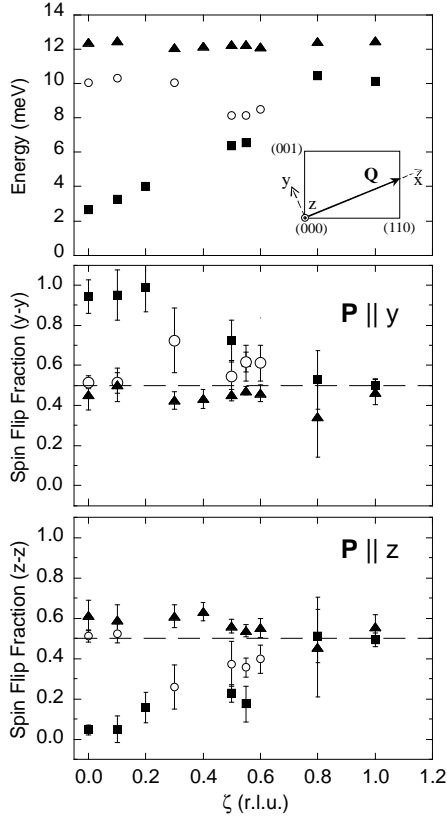 14
12
10
8
6
4
2
0
Energy (meV)
(001)
Q
x
y
z
(000)
(110)
1.0
0.8
0.6
0.4
0.2
0.0
Spin Flip Fraction (y-y)
P || y
1.0
0.8
0.6
0.4
0.2
0.0
Spin Flip Fraction (z-z)
P || z
0.0 0.2 0.4 0.6 0.8 1.0 1.2
ζ (r.l.u.)